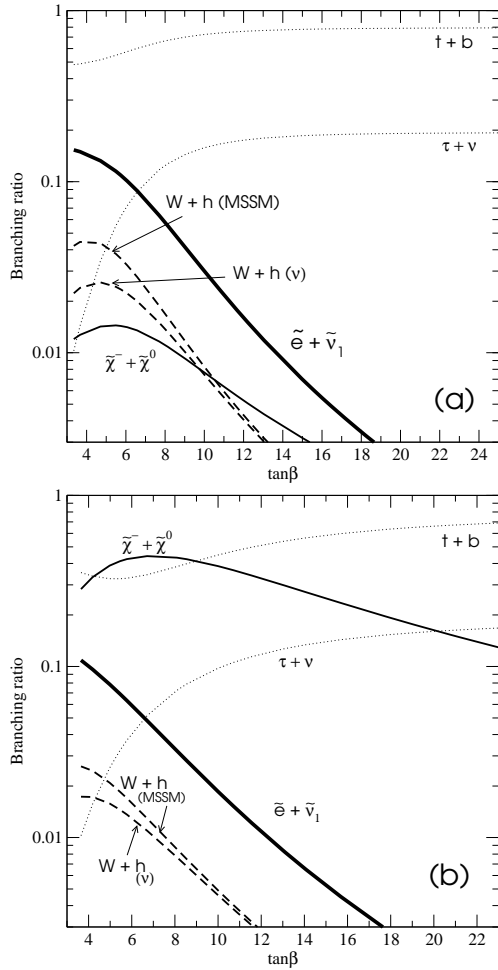 1
t + b
τ + ν
0.1
W + h (MSSM)
W + h (ν)
Branching ratio
0.01
χ̃⁻ + χ̃⁰
ẽ + ν̃₁
(a)
4 6 8 10 12 14 16 18 20 22 24
tanβ
1
χ̃⁻ + χ̃⁰
t + b
τ + ν
0.1
Branching ratio
W + h
(MSSM)
ẽ + ν̃₁
0.01
W + h
(ν)
(b)
4 6 8 10 12 14 16 18 20 22
tanβ